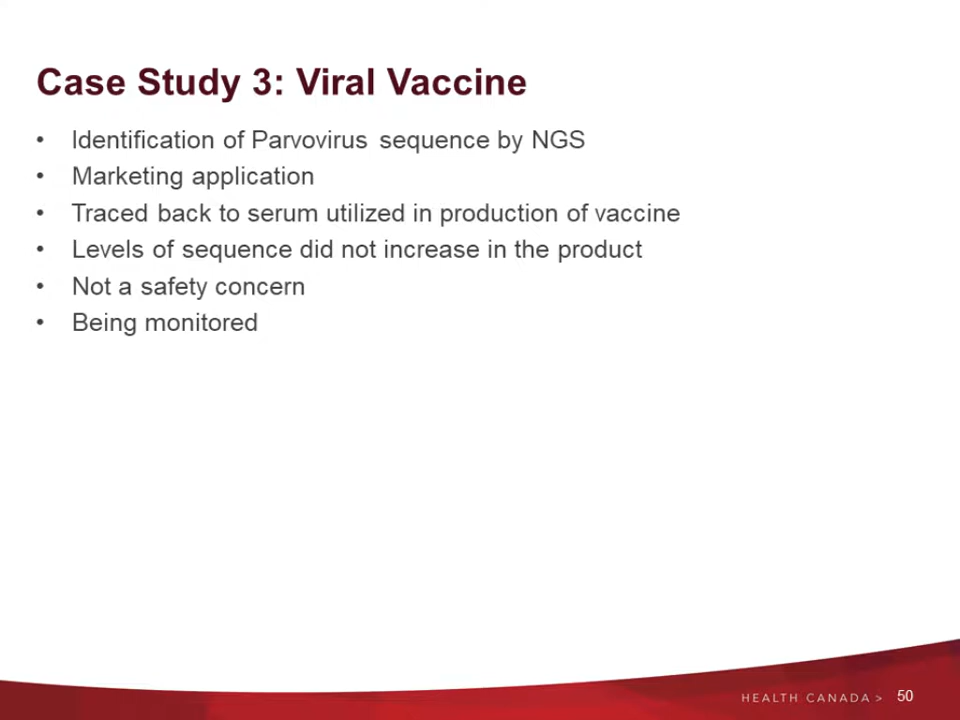 Case Study 3: Viral Vaccine
• Identification of Parvovirus sequence by NGS
• Marketing application
• Traced back to serum utilized in production of vaccine
• Levels of sequence did not increase in the product
• Not a safety concern
• Being monitored
HEALTH CANADA > 50